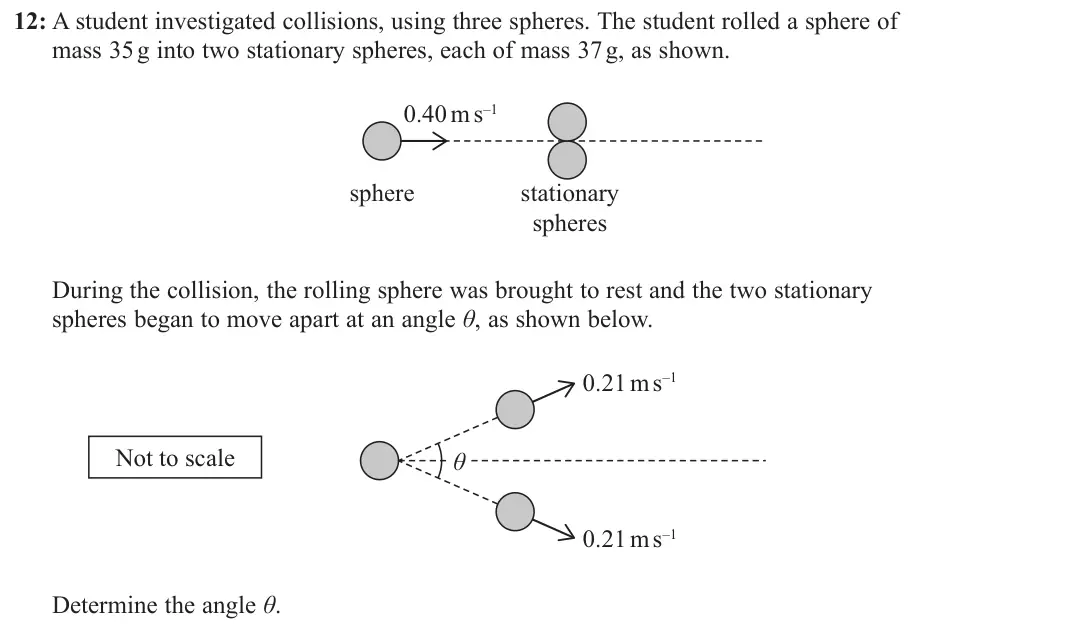 12: A student investigated collisions, using three spheres. The student rolled a sphere of
mass 35 g into two stationary spheres, each of mass 37 g, as shown.
0.40 m s⁻¹
sphere
stationary
spheres
During the collision, the rolling sphere was brought to rest and the two stationary
spheres began to move apart at an angle θ, as shown below.
0.21 m s⁻¹
Not to scale
θ
0.21 m s⁻¹
Determine the angle θ.